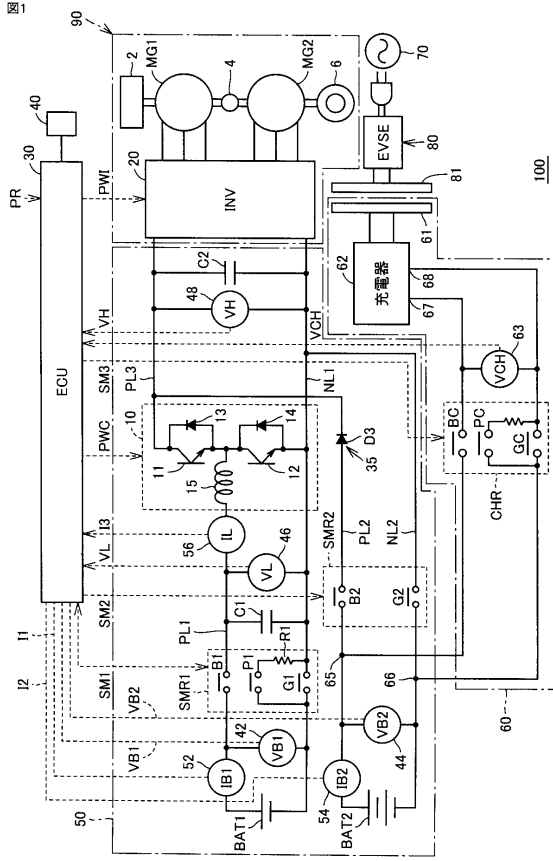 図1
90
2
MG1
4
MG2
6
70
40
30
PR
PWI
20
INV
EVSE
80
81
100
61
62
充電器
68
67
C2
48
VH
VH
VCH
SM3
ECU
PL3
NL1
VCH
63
PWC
10
13
14
11
12
15
D3
35
BC
PC
GC
CHR
I3
VL
56
IL
46
VL
SMR2
PL2
NL2
B2
G2
SM2
C1
PL1
R1
B1
P1
G1
SMR1
SM1
I1
I2
65
66
60
VB2
VB1
42
VB1
VB2
44
52
IB1
54
IB2
50
BAT1
BAT2